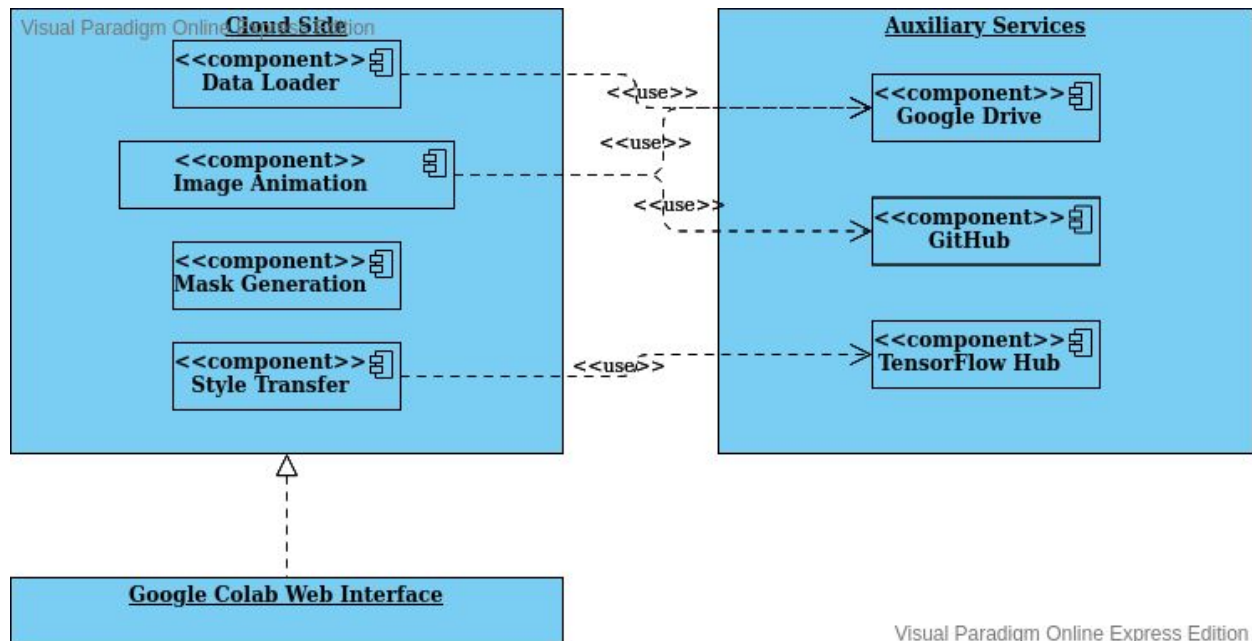 Visual Paradigm Online Express Edition
Cloud Side
<<component>>
Data Loader
<<component>>
Image Animation
<<component>>
Mask Generation
<<component>>
Style Transfer
<<use>>
<<use>>
<<use>>
<<use>>
Auxiliary Services
<<component>>
Google Drive
<<component>>
GitHub
<<component>>
TensorFlow Hub
Google Colab Web Interface
Visual Paradigm Online Express Edition